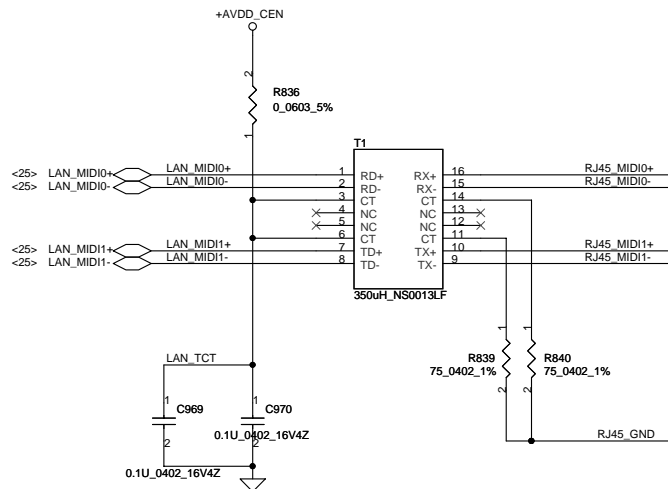 +AVDD_CEN
2
R836
0_0603_5%
1
T1
<25> LAN_MIDI0+ LAN_MIDI0+ 1 RD+ RX+ 16 RJ45_MIDI0+
<25> LAN_MIDI0- LAN_MIDI0- 2 RD- RX- 15 RJ45_MIDI0-
3 CT CT 14
4 NC NC 13
5 NC NC 12
6 CT CT 11
<25> LAN_MIDI1+ LAN_MIDI1+ 7 TD+ TX+ 10 RJ45_MIDI1+
<25> LAN_MIDI1- LAN_MIDI1- 8 TD- TX- 9 RJ45_MIDI1-
350uH_NS0013LF
1 1
R839 R840
75_0402_1% 75_0402_1%
2 2
LAN_TCT
1 1
C969 C970
0.1U_0402_16V4Z
2 2
0.1U_0402_16V4Z
RJ45_GND